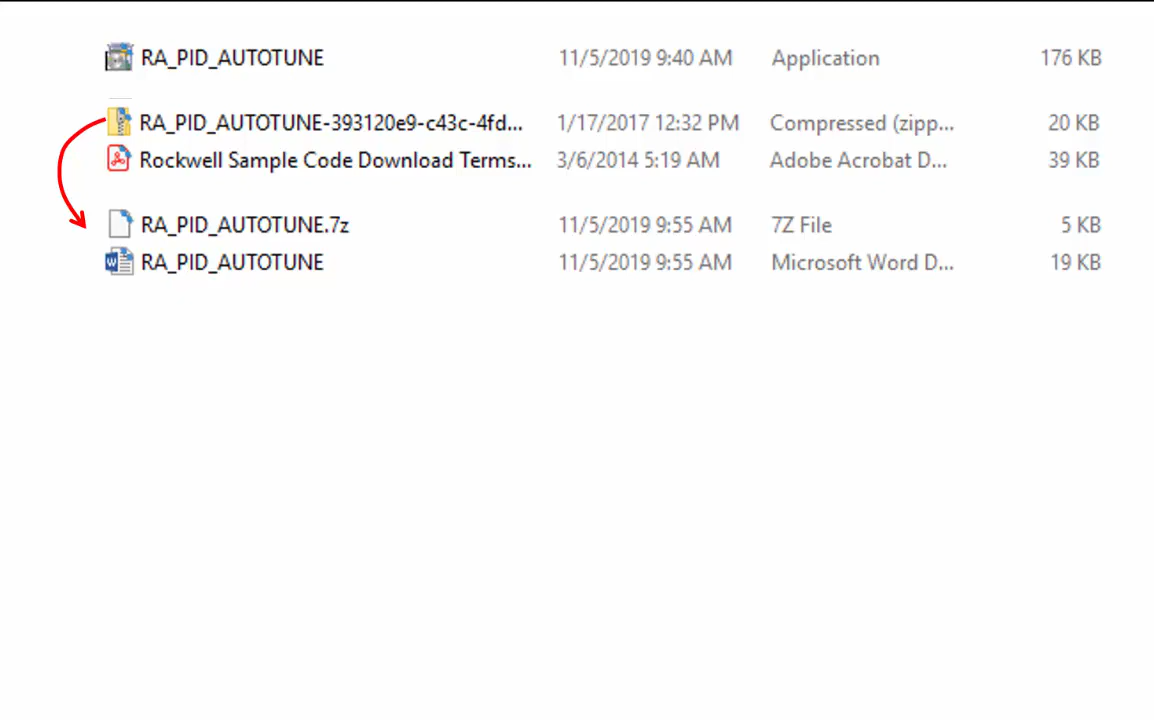 RA_PID_AUTOTUNE 11/5/2019 9:40 AM Application 176 KB
RA_PID_AUTOTUNE-393120e9-c43c-4fd... 1/17/2017 12:32 PM Compressed (zipp... 20 KB
Rockwell Sample Code Download Terms... 3/6/2014 5:19 AM Adobe Acrobat D... 39 KB
RA_PID_AUTOTUNE.7z 11/5/2019 9:55 AM 7Z File 5 KB
RA_PID_AUTOTUNE 11/5/2019 9:55 AM Microsoft Word D... 19 KB